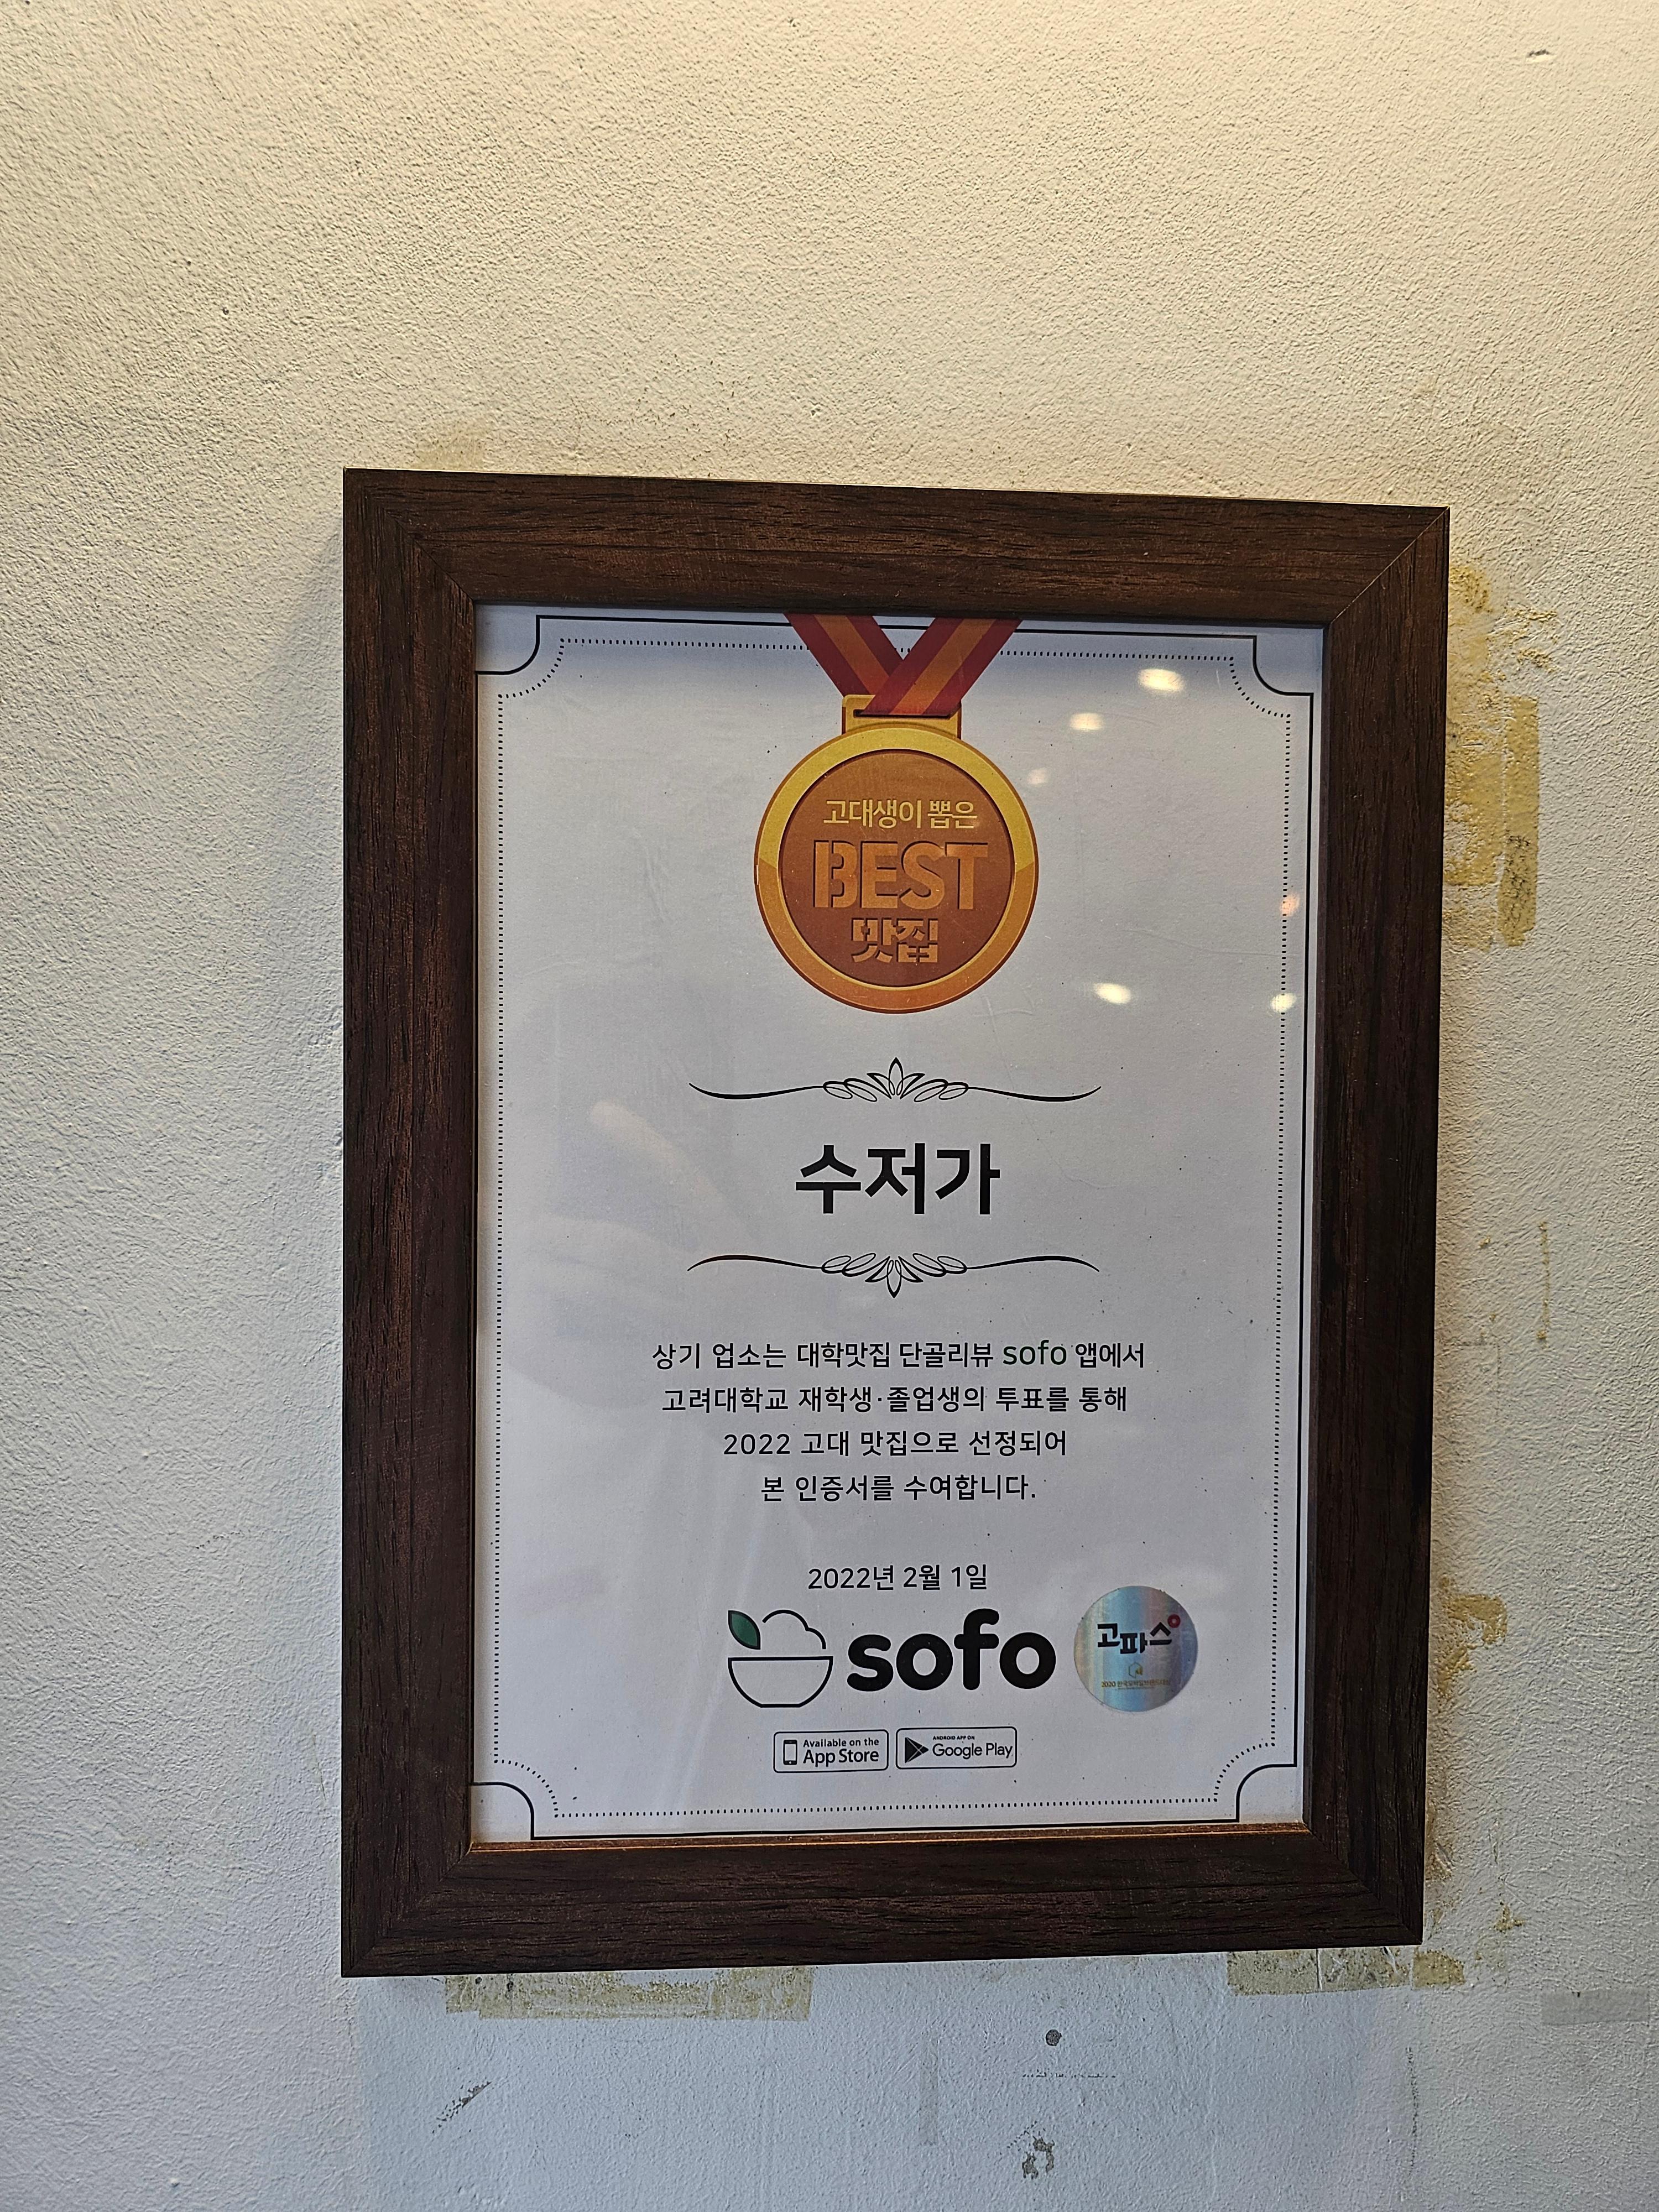 고대생이 뽑은
BEST
맛집
수저가
상기 업소는 대학맛집 단골리뷰 sofo 앱에서
고려대학교 재학생·졸업생의 투표를 통해
2022 고대 맛집으로 선정되어
본 인증서를 수여합니다.
2022년 2월 1일
sofo
고파스
2020
Available on the
App Store
ANDROID APP ON
Google Play